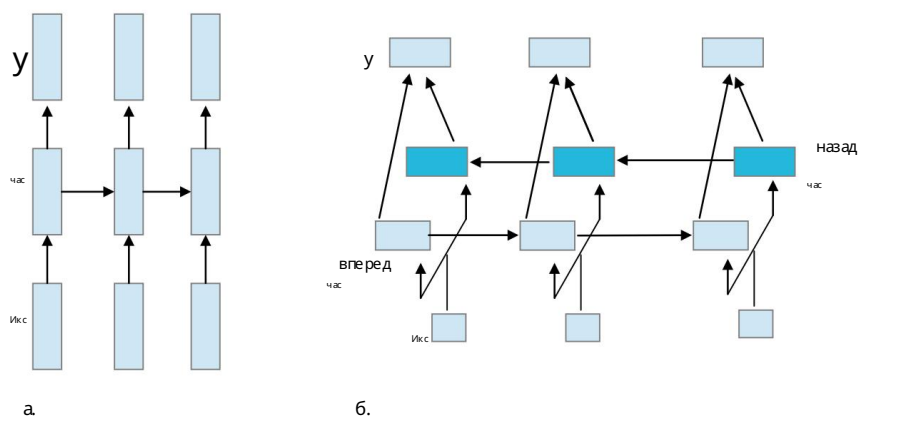 у
час
Икс
а.
у
назад
час
вперед
час
Икс
б.